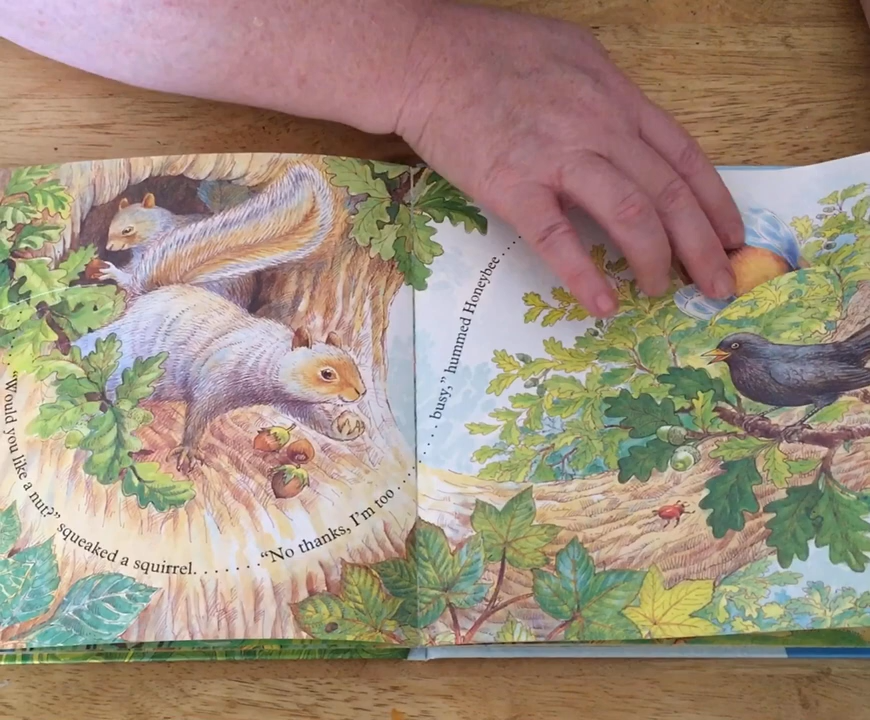 "Would you like a nut?" squeaked a squirrel. . . . . . . "No thanks, I'm too . . . . . . . . busy," hummed Honeybee . . . .